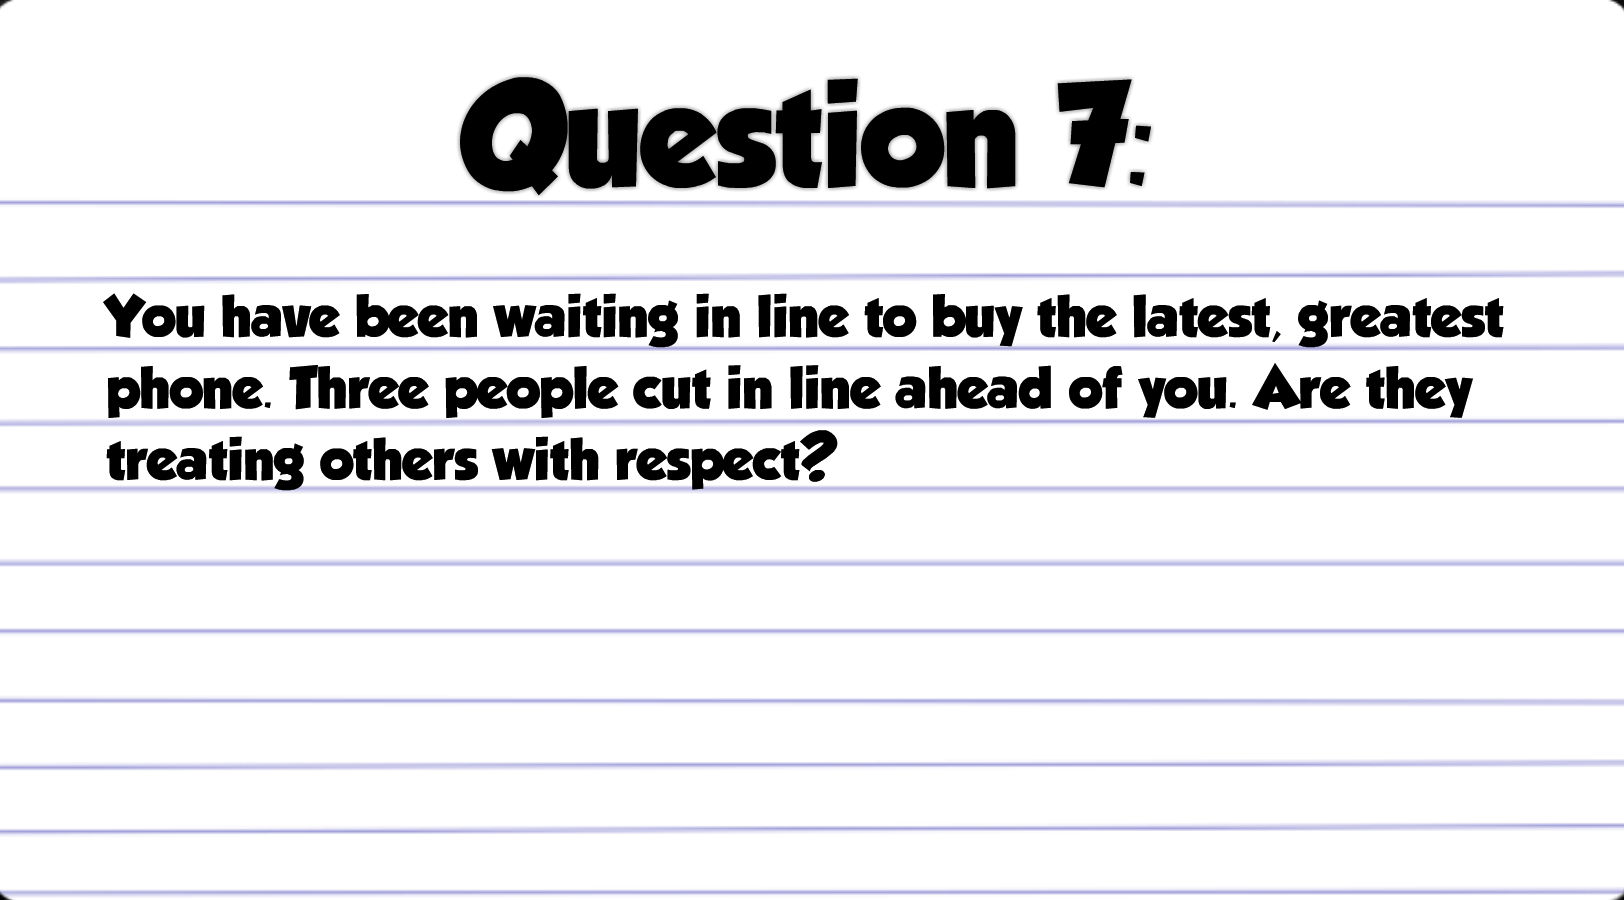 Question 7:
You have been waiting in line to buy the latest, greatest
phone. Three people cut in line ahead of you. Are they
treating others with respect?